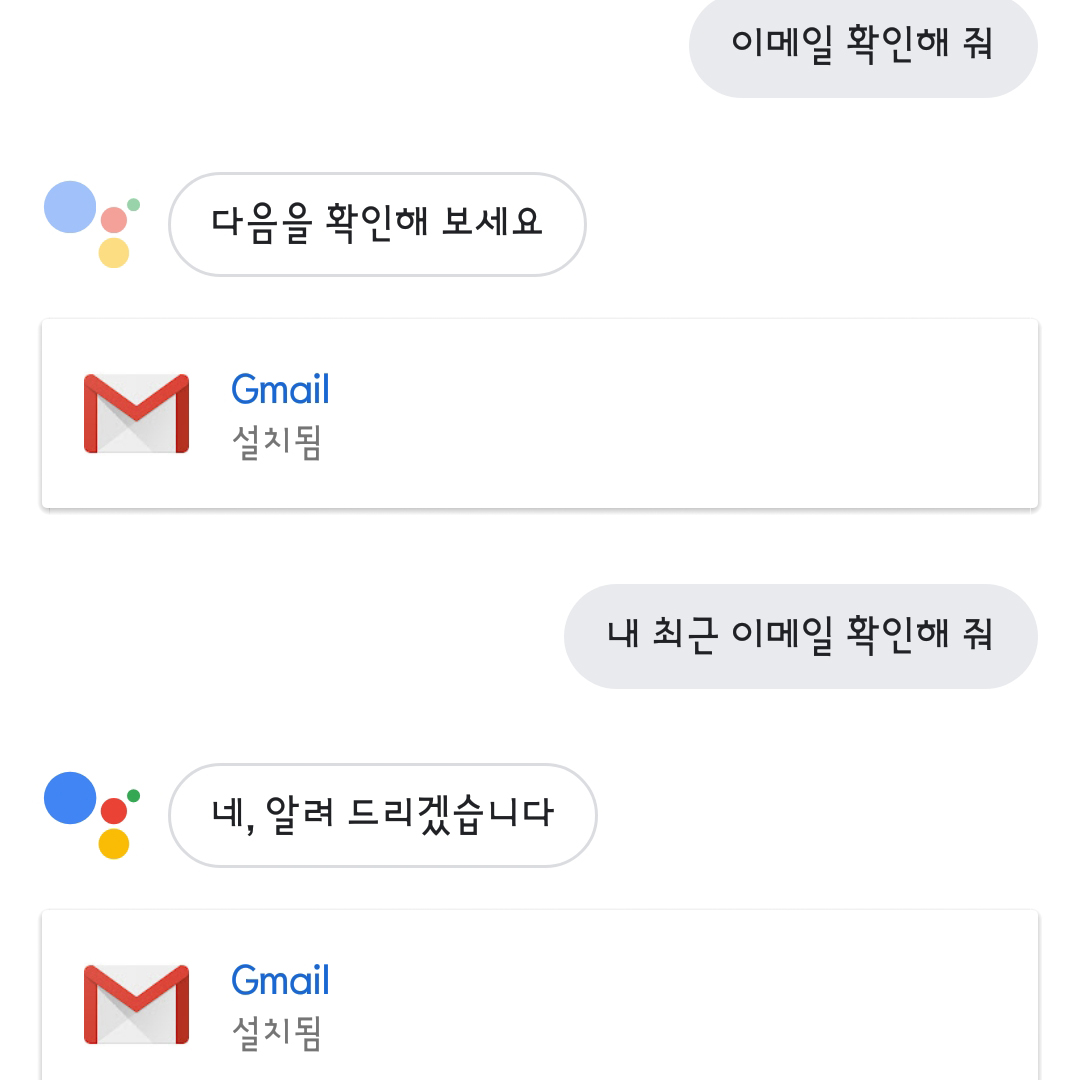 이메일 확인해 줘
다음을 확인해 보세요
Gmail
설치됨
내 최근 이메일 확인해 줘
네, 알려 드리겠습니다
Gmail
설치됨